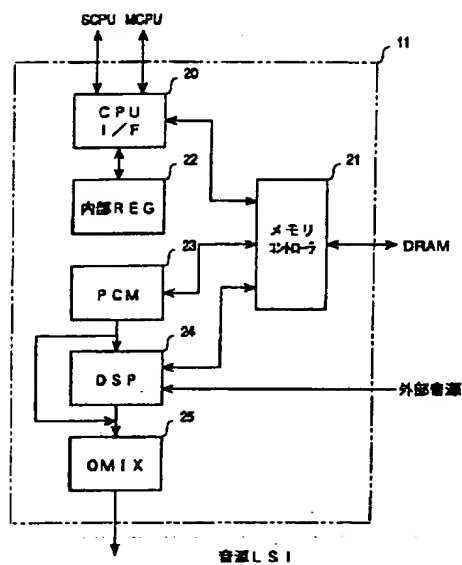 SCPU MCPU
11
20
CPU
I/F
22
内部REG
21
メモリ
コントローラ
DRAM
23
PCM
24
DSP
外部音源
25
OMIX
音源LSI